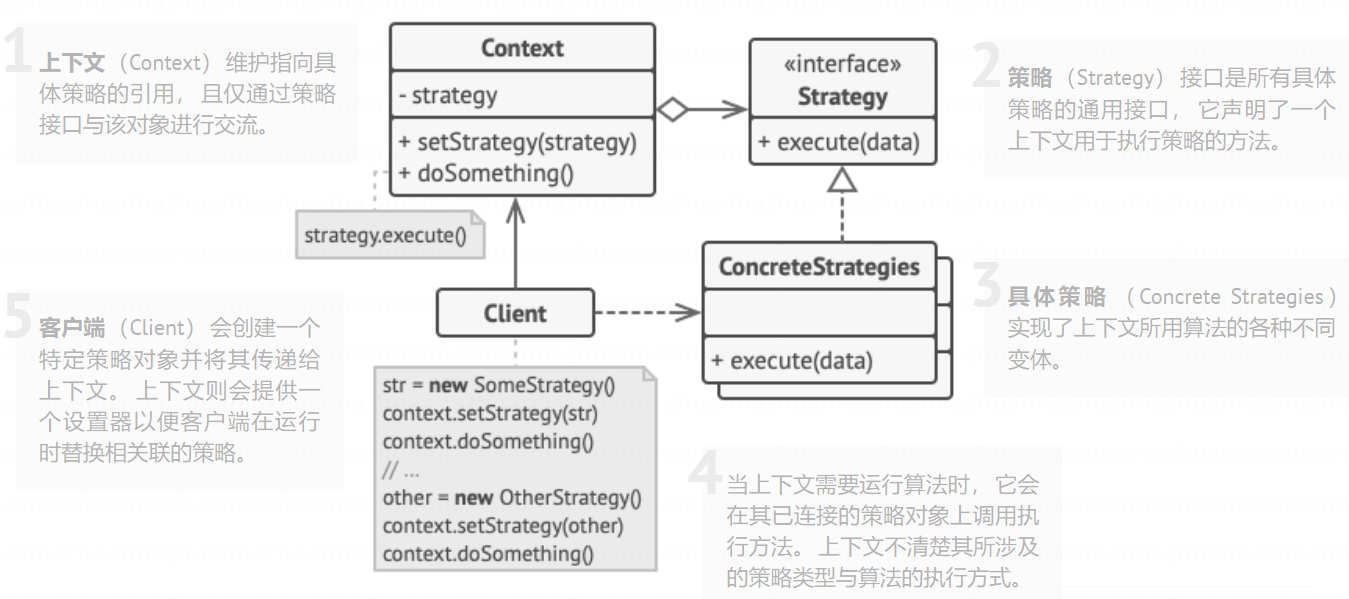 1
上下文（Context）维护指向具
体策略的引用，且仅通过策略
接口与该对象进行交流。
Context
- strategy
+ setStrategy(strategy)
+ doSomething()
strategy.execute()
«interface»
Strategy
+ execute(data)
2
策略（Strategy）接口是所有具体
策略的通用接口，它声明了一个
上下文用于执行策略的方法。
ConcreteStrategies
+ execute(data)
3
具体策略（Concrete Strategies）
实现了上下文所用算法的各种不同
变体。
Client
str = new SomeStrategy()
context.setStrategy(str)
context.doSomething()
// ...
other = new OtherStrategy()
context.setStrategy(other)
context.doSomething()
4
当上下文需要运行算法时，它会
在其已连接的策略对象上调用执
行方法。上下文不清楚其所涉及
的策略类型与算法的执行方式。
5
客户端（Client）会创建一个
特定策略对象并将其传递给
上下文。上下文则会提供一
个设置器以便客户端在运行
时替换相关联的策略。